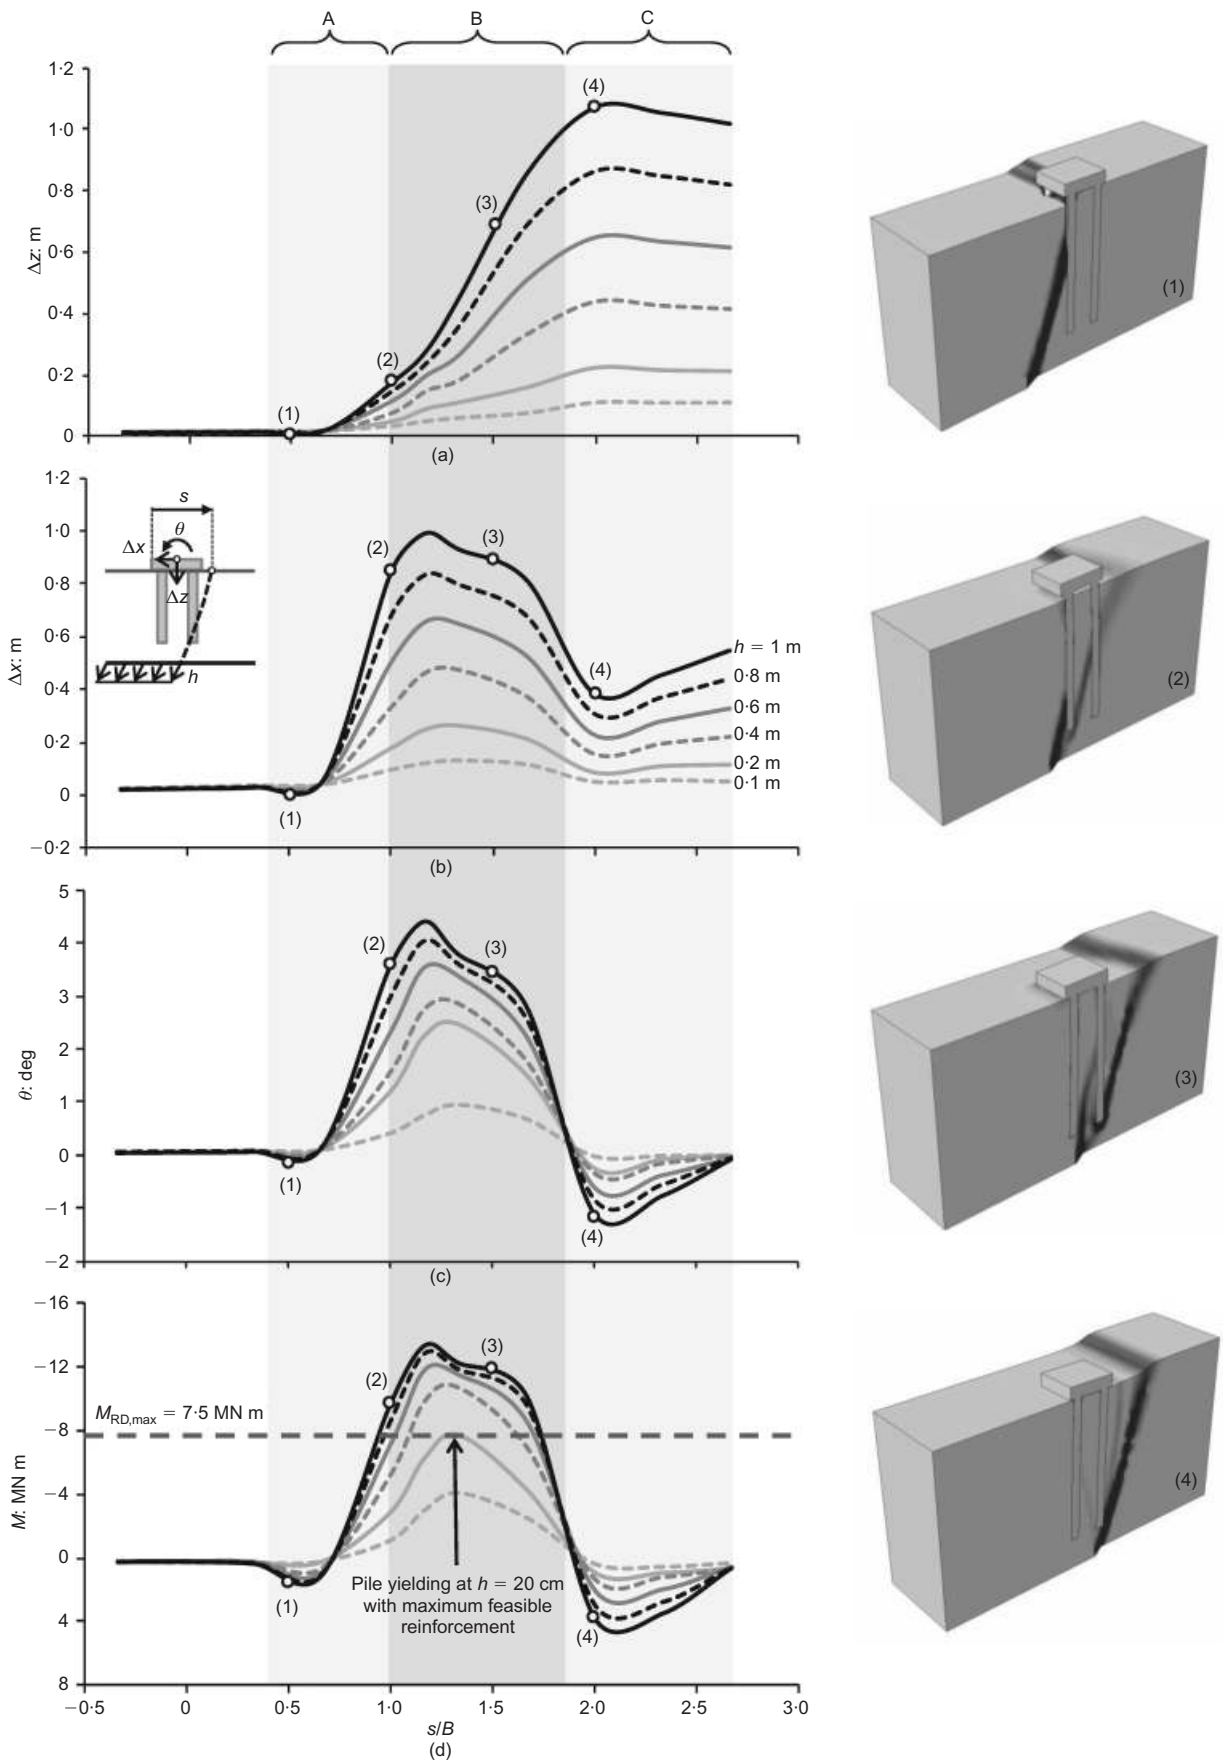 A
B
C
1·2
1·0
0·8
0·6
0·4
0·2
0
Δz: m
(1)
(2)
(3)
(4)
(a)
(1)
1·2
1·0
0·8
0·6
0·4
0·2
0
−0·2
Δx: m
s
θ
Δx
Δz
h
(1)
(2)
(3)
(4)
h = 1 m
0·8 m
0·6 m
0·4 m
0·2 m
0·1 m
(b)
(2)
5
4
3
2
1
0
−1
−2
θ: deg
(1)
(2)
(3)
(4)
(c)
(3)
−16
−12
−8
−4
0
4
8
M: MN m
M RD,max = 7·5 MN m
(1)
(2)
(3)
(4)
Pile yielding at h = 20 cm
with maximum feasible
reinforcement
−0·5
0
0·5
1·0
1·5
2·0
2·5
3·0
s/B
(d)
(4)